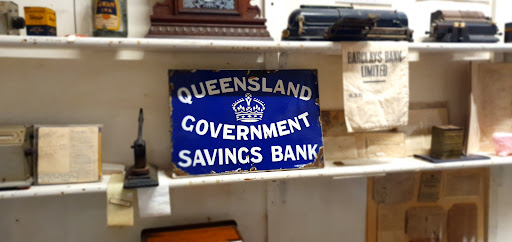 QUEENSLAND
GOVERNMENT
SAVINGS BANK
BARCLAYS BANK
LIMITED